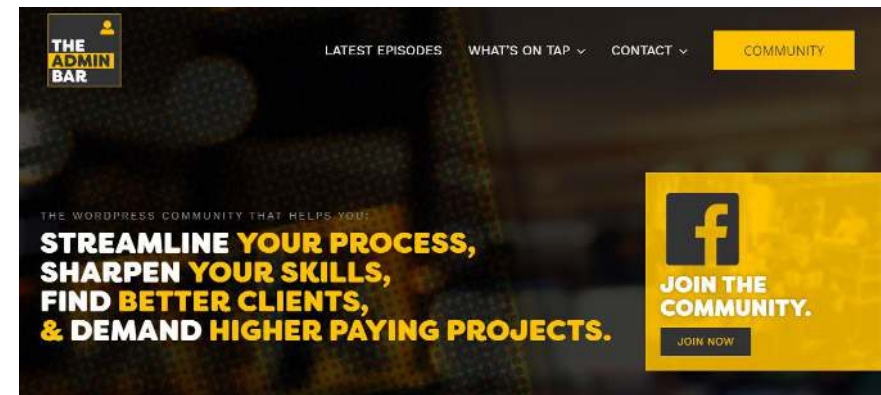 THE
ADMIN
BAR
LATEST EPISODES
WHAT'S ON TAP
CONTACT
COMMUNITY
THE WORDPRESS COMMUNITY THAT HELPS YOU:
STREAMLINE YOUR PROCESS,
SHARPEN YOUR SKILLS,
FIND BETTER CLIENTS,
& DEMAND HIGHER PAYING PROJECTS.
JOIN THE
COMMUNITY.
JOIN NOW